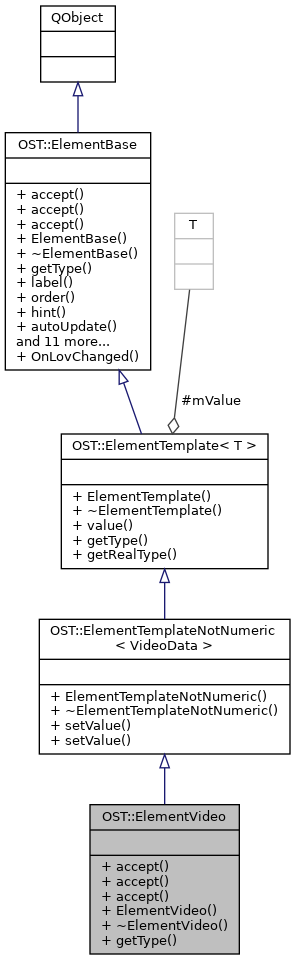 QObject
OST::ElementBase
+ accept()
+ accept()
+ accept()
+ ElementBase()
+ ~ElementBase()
+ getType()
+ label()
+ order()
+ hint()
+ autoUpdate()
and 11 more...
+ OnLovChanged()
T
#mValue
OST::ElementTemplate< T >
+ ElementTemplate()
+ ~ElementTemplate()
+ value()
+ getType()
+ getRealType()
OST::ElementTemplateNotNumeric
< VideoData >
+ ElementTemplateNotNumeric()
+ ~ElementTemplateNotNumeric()
+ setValue()
+ setValue()
OST::ElementVideo
+ accept()
+ accept()
+ accept()
+ ElementVideo()
+ ~ElementVideo()
+ getType()